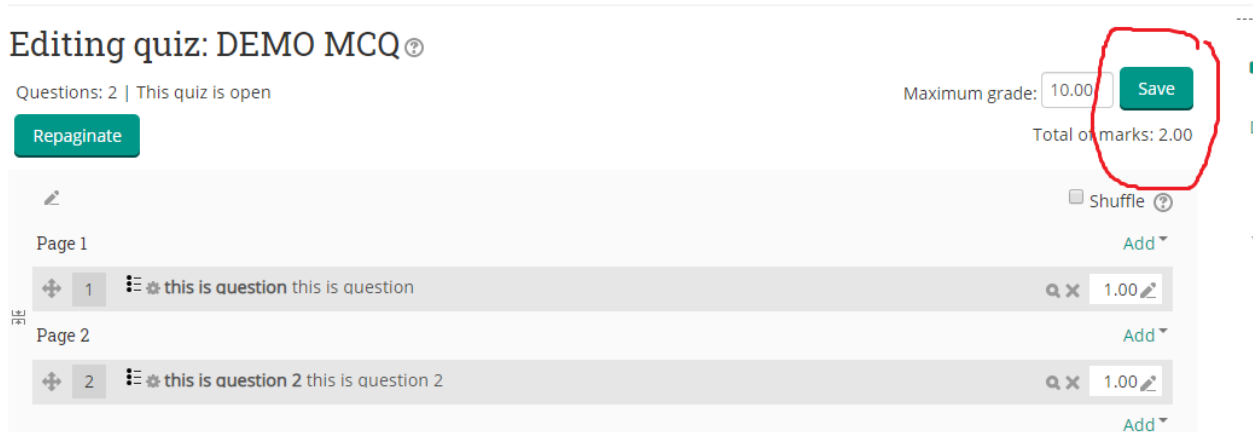 Editing quiz: DEMO MCQ
Questions: 2 | This quiz is open
Maximum grade: 10.00 Save
Repaginate
Total of marks: 2.00
Shuffle
Page 1
Add
1 this is question this is question 1.00
Page 2
Add
2 this is question 2 this is question 2 1.00
Add